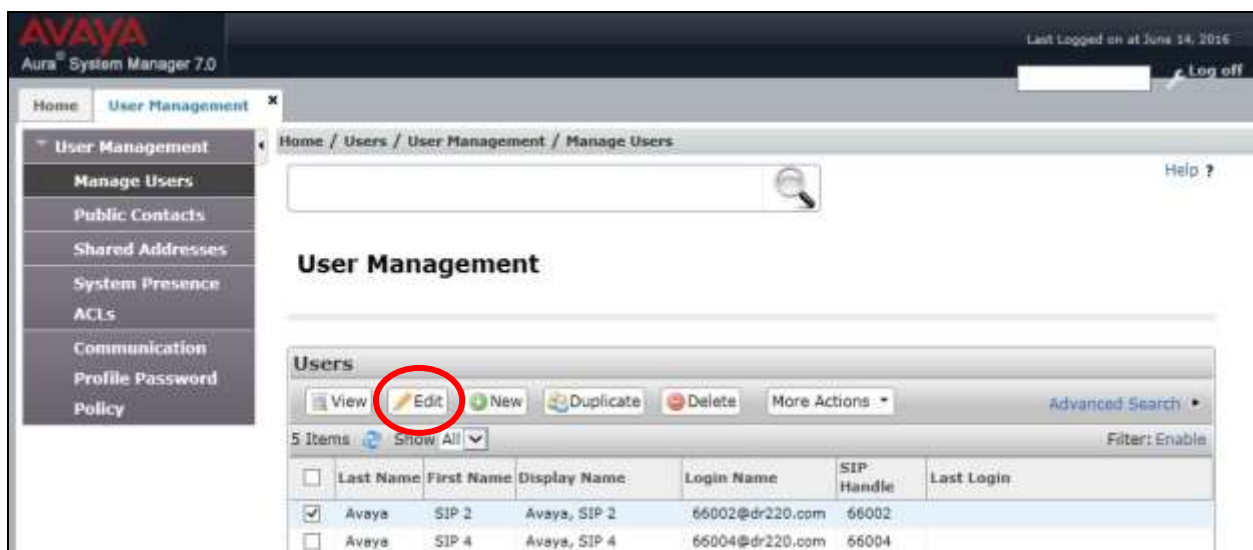 AVAYA
Aura® System Manager 7.0
Last Logged on at June 14, 2016
Log off
Home
User Management
User Management
Manage Users
Public Contacts
Shared Addresses
System Presence
ACLs
Communication
Profile Password
Policy
Home / Users / User Management / Manage Users
Help ?
User Management
Users
View Edit New Duplicate Delete More Actions Advanced Search
5 Items Show All Filter: Enable
Last Name First Name Display Name Login Name SIP Handle Last Login
Avaya SIP 2 Avaya, SIP 2 66002@dr220.com 66002
Avaya SIP 4 Avaya, SIP 4 66004@dr220.com 66004